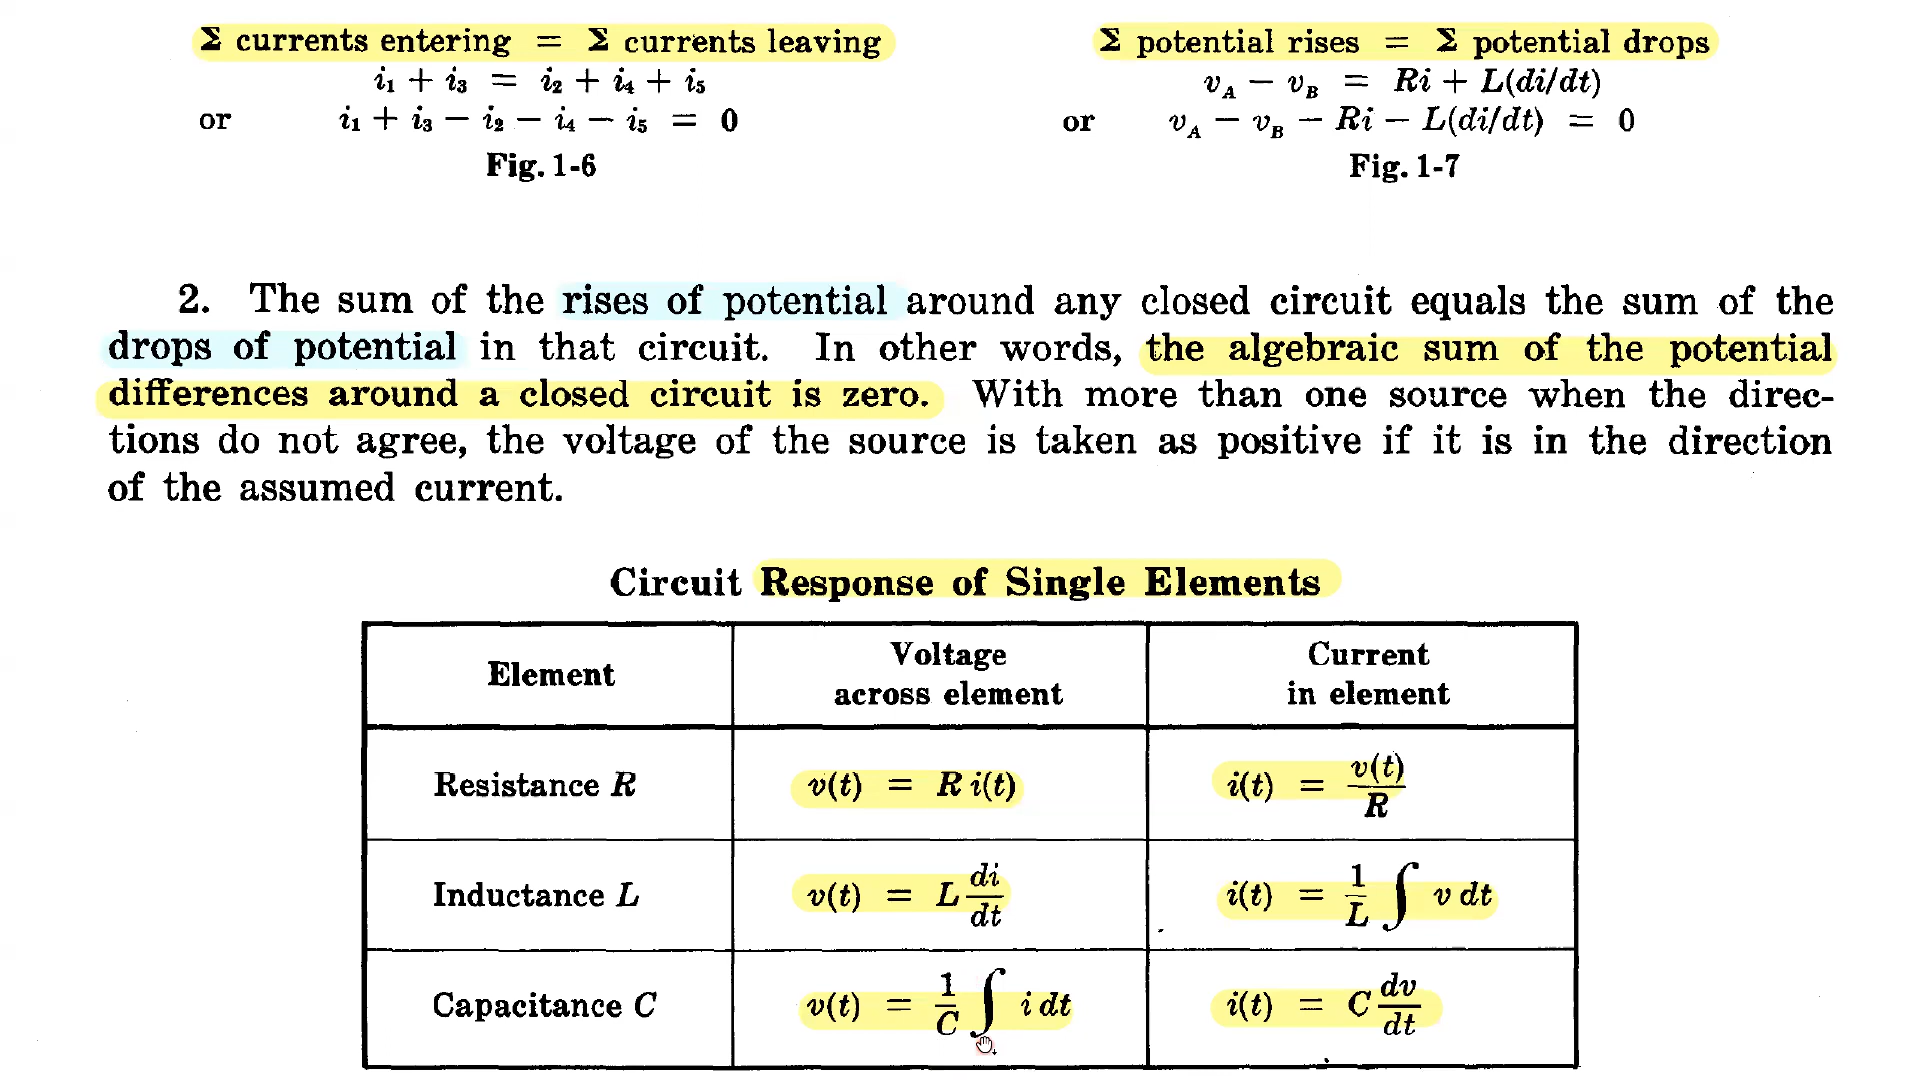 Σ currents entering = Σ currents leaving
i₁ + i₃ = i₂ + i₄ + i₅
or i₁ + i₃ − i₂ − i₄ − i₅ = 0
Fig. 1-6
Σ potential rises = Σ potential drops
v_A − v_B = Ri + L(di/dt)
or v_A − v_B − Ri − L(di/dt) = 0
Fig. 1-7
2. The sum of the rises of potential around any closed circuit equals the sum of the
drops of potential in that circuit. In other words, the algebraic sum of the potential
differences around a closed circuit is zero. With more than one source when the direc-
tions do not agree, the voltage of the source is taken as positive if it is in the direction
of the assumed current.
Circuit Response of Single Elements
Element
Voltage
across element
Current
in element
Resistance R
v(t) = R i(t)
i(t) = v(t)/R
Inductance L
v(t) = L di/dt
i(t) = 1/L ∫ v dt
Capacitance C
v(t) = 1/C ∫ i dt
i(t) = C dv/dt